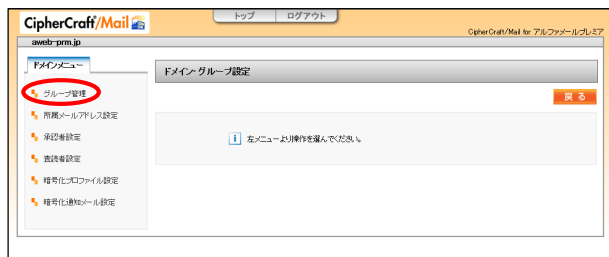 トップ ログアウト
CipherCraft/Mail
CipherCraft/Mail for アルファメールプレミア
aweb-prm.jp
ドメインメニュー
ドメイン・グループ設定
グループ管理
戻る
所属メールアドレス設定
承認者設定
左メニューより操作を選んでください。
査読者設定
暗号化プロファイル設定
暗号化通知メール設定